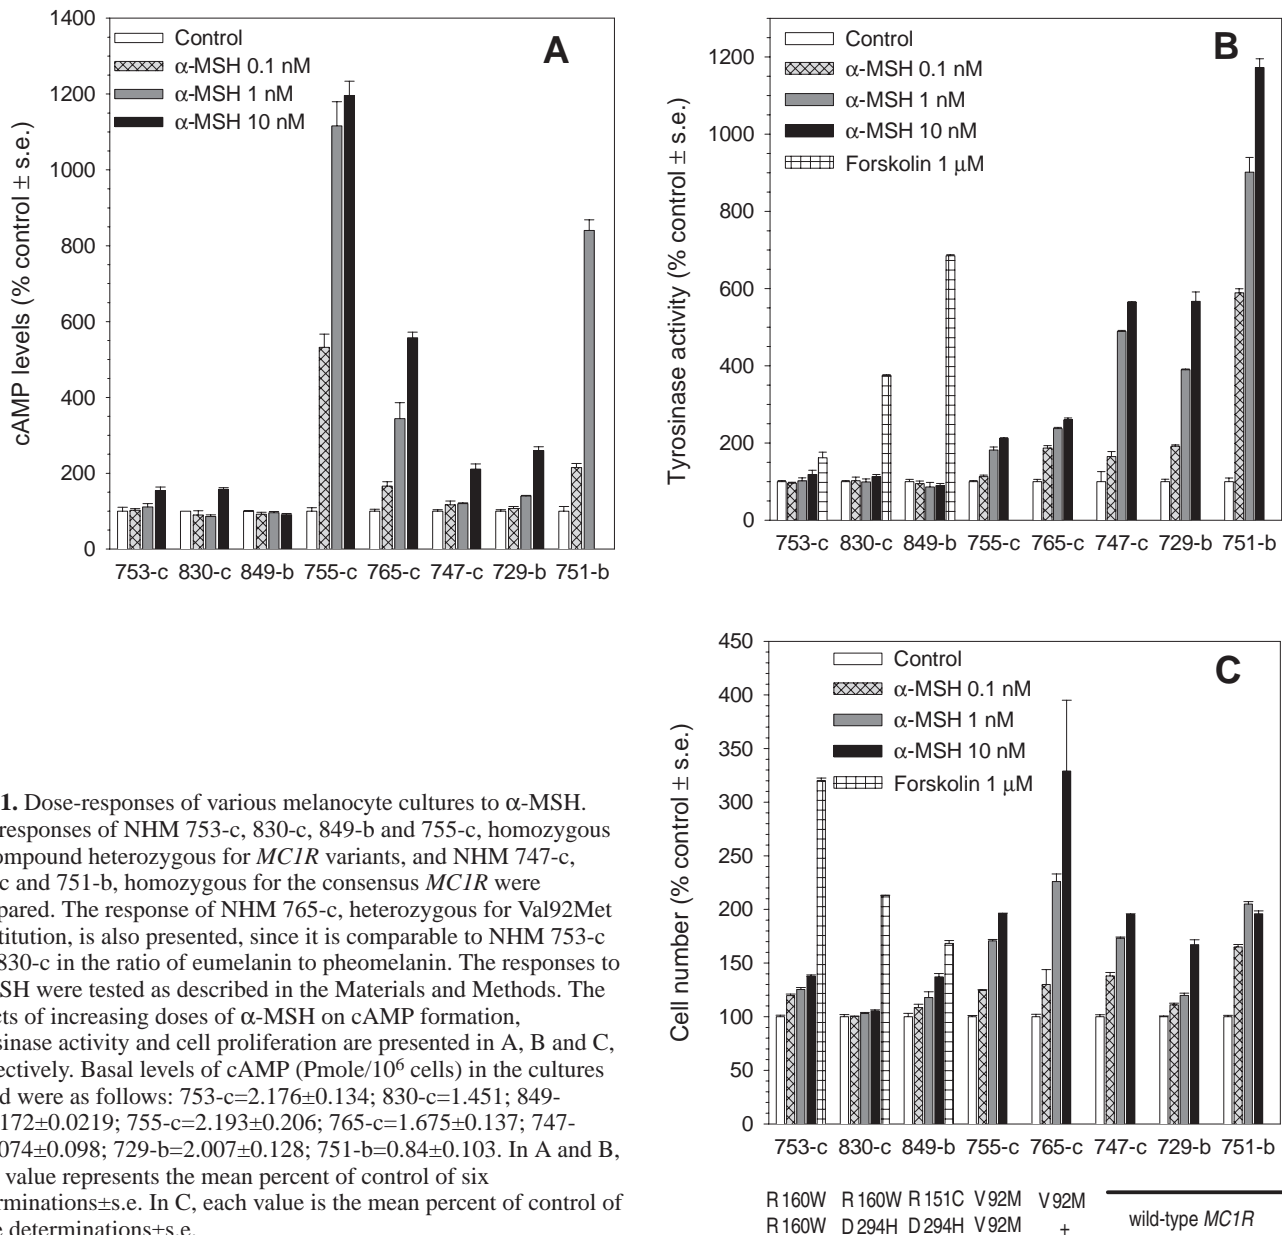 A
cAMP levels (% control ± s.e.)
1400
1200
1000
800
600
400
200
0
Control
α-MSH 0.1 nM
α-MSH 1 nM
α-MSH 10 nM
753-c 830-c 849-b 755-c 765-c 747-c 729-b 751-b
B
Tyrosinase activity (% control ± s.e.)
1200
1000
800
600
400
200
0
Control
α-MSH 0.1 nM
α-MSH 1 nM
α-MSH 10 nM
Forskolin 1 μM
753-c 830-c 849-b 755-c 765-c 747-c 729-b 751-b
C
Cell number (% control ± s.e.)
450
400
350
300
250
200
150
100
50
0
Control
α-MSH 0.1 nM
α-MSH 1 nM
α-MSH 10 nM
Forskolin 1 μM
753-c 830-c 849-b 755-c 765-c 747-c 729-b 751-b
R160W R160W R151C V92M V92M
R160W D294H D294H V92M +
wild-type MC1R
1. Dose-responses of various melanocyte cultures to α-MSH.
responses of NHM 753-c, 830-c, 849-b and 755-c, homozygous
compound heterozygous for MC1R variants, and NHM 747-c,
c and 751-b, homozygous for the consensus MC1R were
pared. The response of NHM 765-c, heterozygous for Val92Met
titution, is also presented, since it is comparable to NHM 753-c
830-c in the ratio of eumelanin to pheomelanin. The responses to
SH were tested as described in the Materials and Methods. The
cts of increasing doses of α-MSH on cAMP formation,
sinase activity and cell proliferation are presented in A, B and C,
ectively. Basal levels of cAMP (Pmole/10⁶ cells) in the cultures
d were as follows: 753-c=2.176±0.134; 830-c=1.451; 849-
172±0.0219; 755-c=2.193±0.206; 765-c=1.675±0.137; 747-
074±0.098; 729-b=2.007±0.128; 751-b=0.84±0.103. In A and B,
value represents the mean percent of control of six
rminations±s.e. In C, each value is the mean percent of control of
e determinations±s.e.